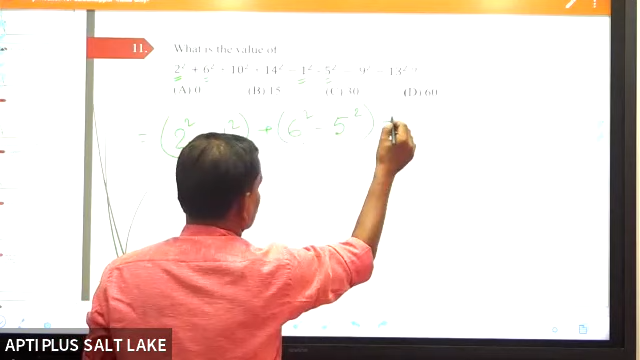 11. What is the value of
2² + 6² + 10² + 14² − 1² − 5² − 9² − 13² ?
(A) 0 (B) 15 (C) 30 (D) 60
= (2² 1²) + (6² - 5²)
APTI PLUS SALT LAKE